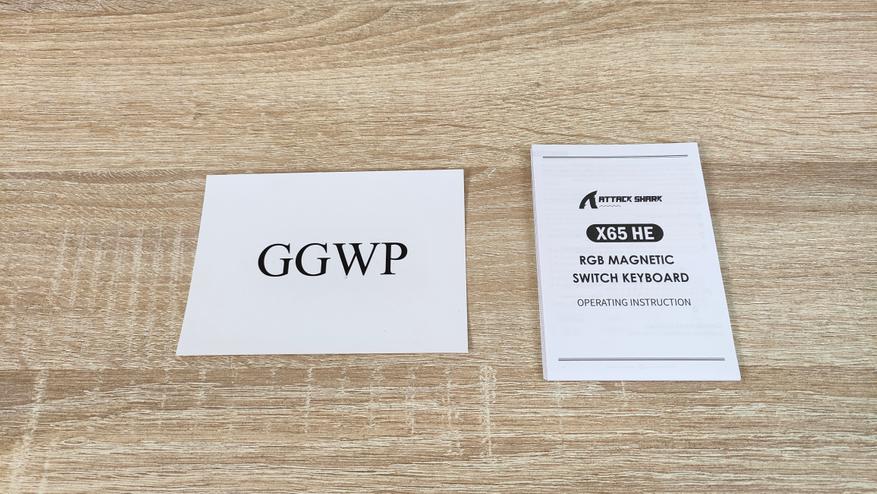 GGWP
ATTACK SHARK
X65 HE
RGB MAGNETIC
SWITCH KEYBOARD
OPERATING INSTRUCTION